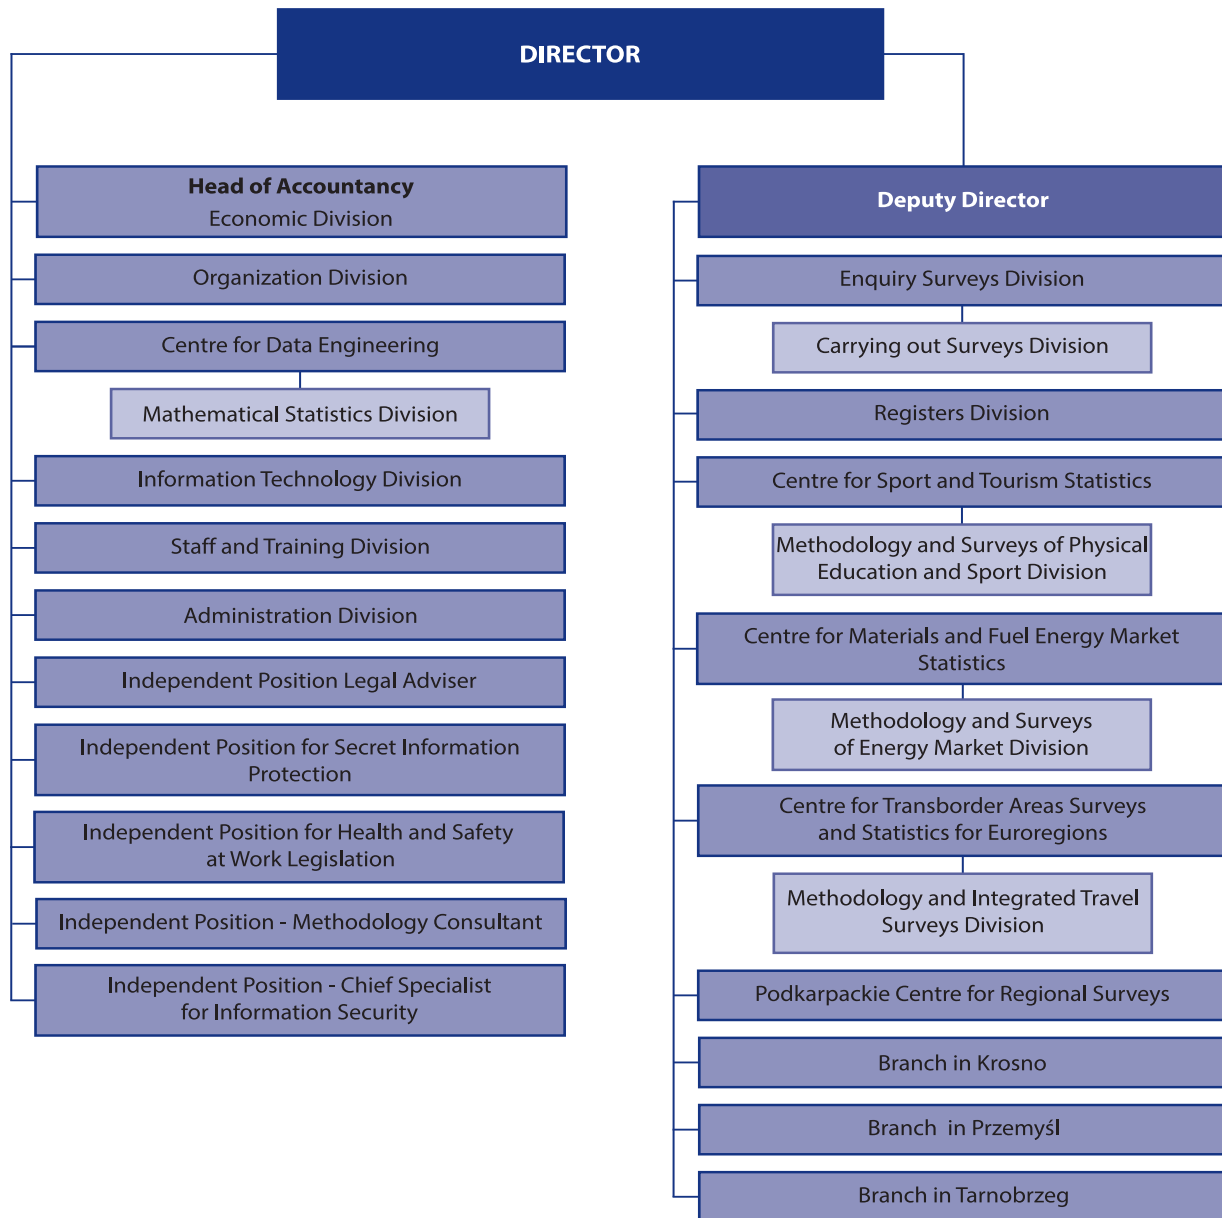 DIRECTOR
Head of Accountancy
Economic Division
Organization Division
Centre for Data Engineering
Mathematical Statistics Division
Information Technology Division
Staff and Training Division
Administration Division
Independent Position Legal Adviser
Independent Position for Secret Information
Protection
Independent Position for Health and Safety
at Work Legislation
Independent Position - Methodology Consultant
Independent Position - Chief Specialist
for Information Security
Deputy Director
Enquiry Surveys Division
Carrying out Surveys Division
Registers Division
Centre for Sport and Tourism Statistics
Methodology and Surveys of Physical
Education and Sport Division
Centre for Materials and Fuel Energy Market
Statistics
Methodology and Surveys
of Energy Market Division
Centre for Transborder Areas Surveys
and Statistics for Euroregions
Methodology and Integrated Travel
Surveys Division
Podkarpackie Centre for Regional Surveys
Branch in Krosno
Branch in Przemyśl
Branch in Tarnobrzeg